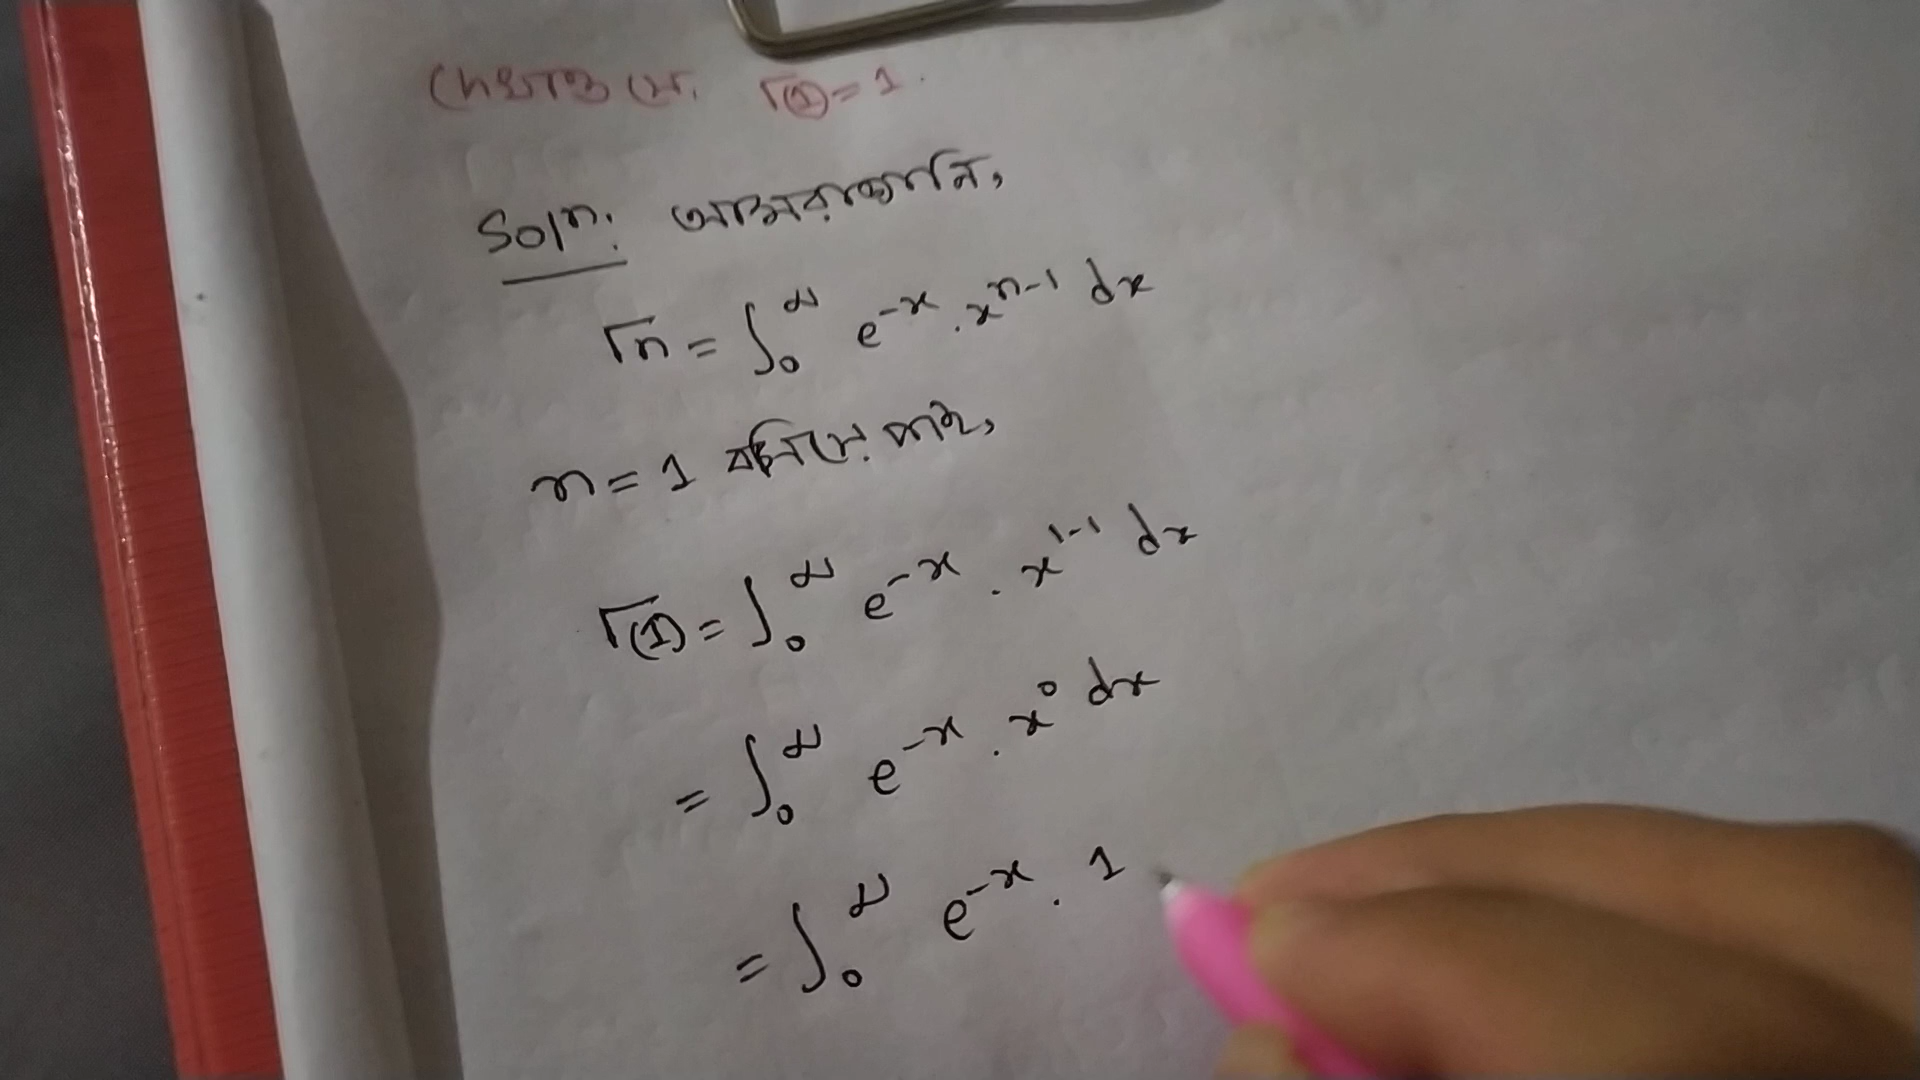 দেখাও যে, Γ(1)=1.
Soln: আমরা জানি,
Γn = ∫₀^∞ e^-x . x^n-1 dx
n = 1 বসিয়ে পাই,
Γ(1) = ∫₀^∞ e^-x . x^1-1 dx
= ∫₀^∞ e^-x . x^0 dx
= ∫₀^∞ e^-x . 1